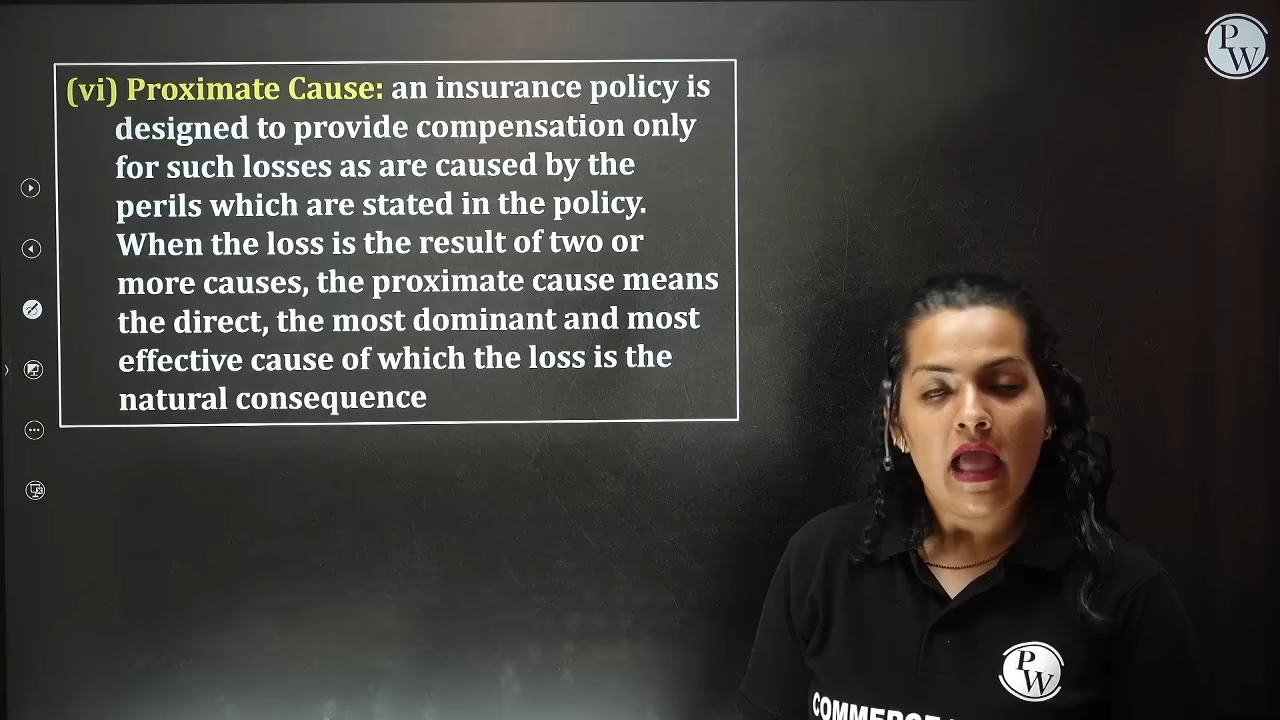 PW
(vi) Proximate Cause: an insurance policy is
designed to provide compensation only
for such losses as are caused by the
perils which are stated in the policy.
When the loss is the result of two or
more causes, the proximate cause means
the direct, the most dominant and most
effective cause of which the loss is the
natural consequence
PW